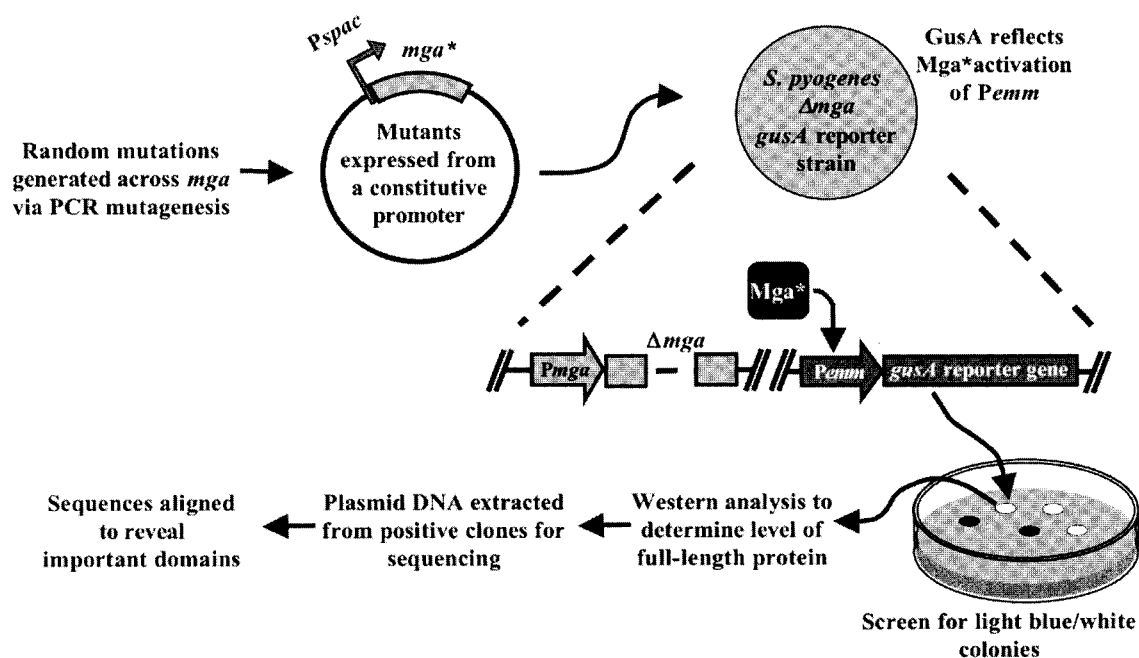 Pspac
mga*
Mutants
expressed from
a constitutive
promoter
Random mutations
generated across mga
via PCR mutagenesis
S. pyogenes
Δmga
gusA reporter
strain
GusA reflects
Mga*activation
of Pemm
Mga*
Δmga
Pmga
Pemm
gusA reporter gene
Screen for light blue/white
colonies
Western analysis to
determine level of
full-length protein
Plasmid DNA extracted
from positive clones for
sequencing
Sequences aligned
to reveal
important domains